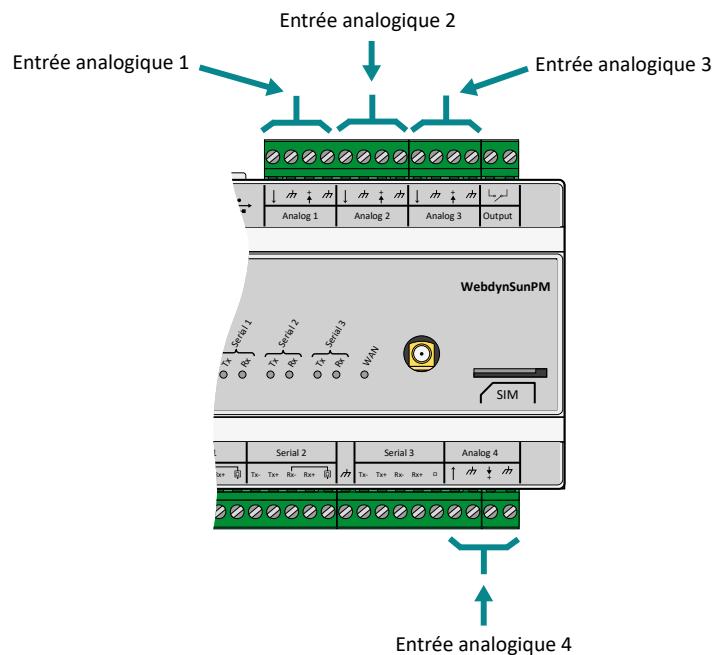 Entrée analogique 2
Entrée analogique 1
Entrée analogique 3
Analog 1 Analog 2 Analog 3 Output
WebdynSunPM
Serial 1 Serial 2 Serial 3
Tx Rx Tx Rx Tx Rx WAN
SIM
1 Serial 2 Serial 3 Analog 4
Rx+ Tx- Tx+ Rx- Rx+ Tx- Tx+ Rx- Rx+
Entrée analogique 4